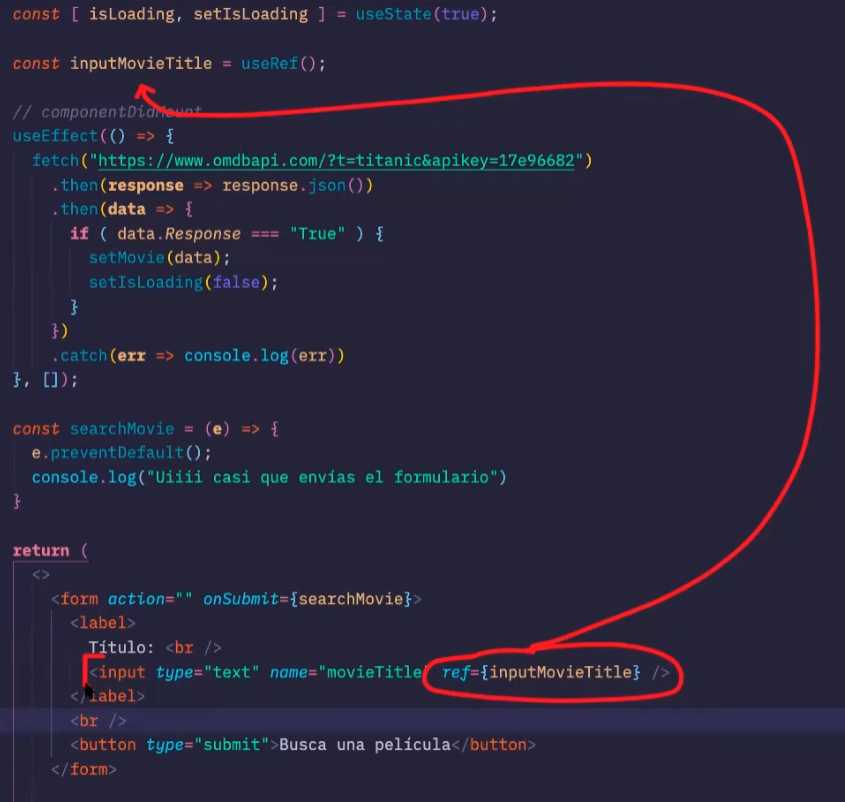 const [ isLoading, setIsLoading ] = useState(true);
const inputMovieTitle = useRef();
// componentDidMount
useEffect(() => {
fetch("https://www.omdbapi.com/?t=titanic&apikey=17e96682")
.then(response => response.json())
.then(data => {
if ( data.Response === "True" ) {
setMovie(data);
setIsLoading(false);
}
})
.catch(err => console.log(err))
}, []);
const searchMovie = (e) => {
e.preventDefault();
console.log("Uiiii casi que envías el formulario")
}
return (
<>
<form action="" onSubmit={searchMovie}>
<label>
Título: <br />
<input type="text" name="movieTitle" ref={inputMovieTitle} />
</label>
<br />
<button type="submit">Busca una película</button>
</form>